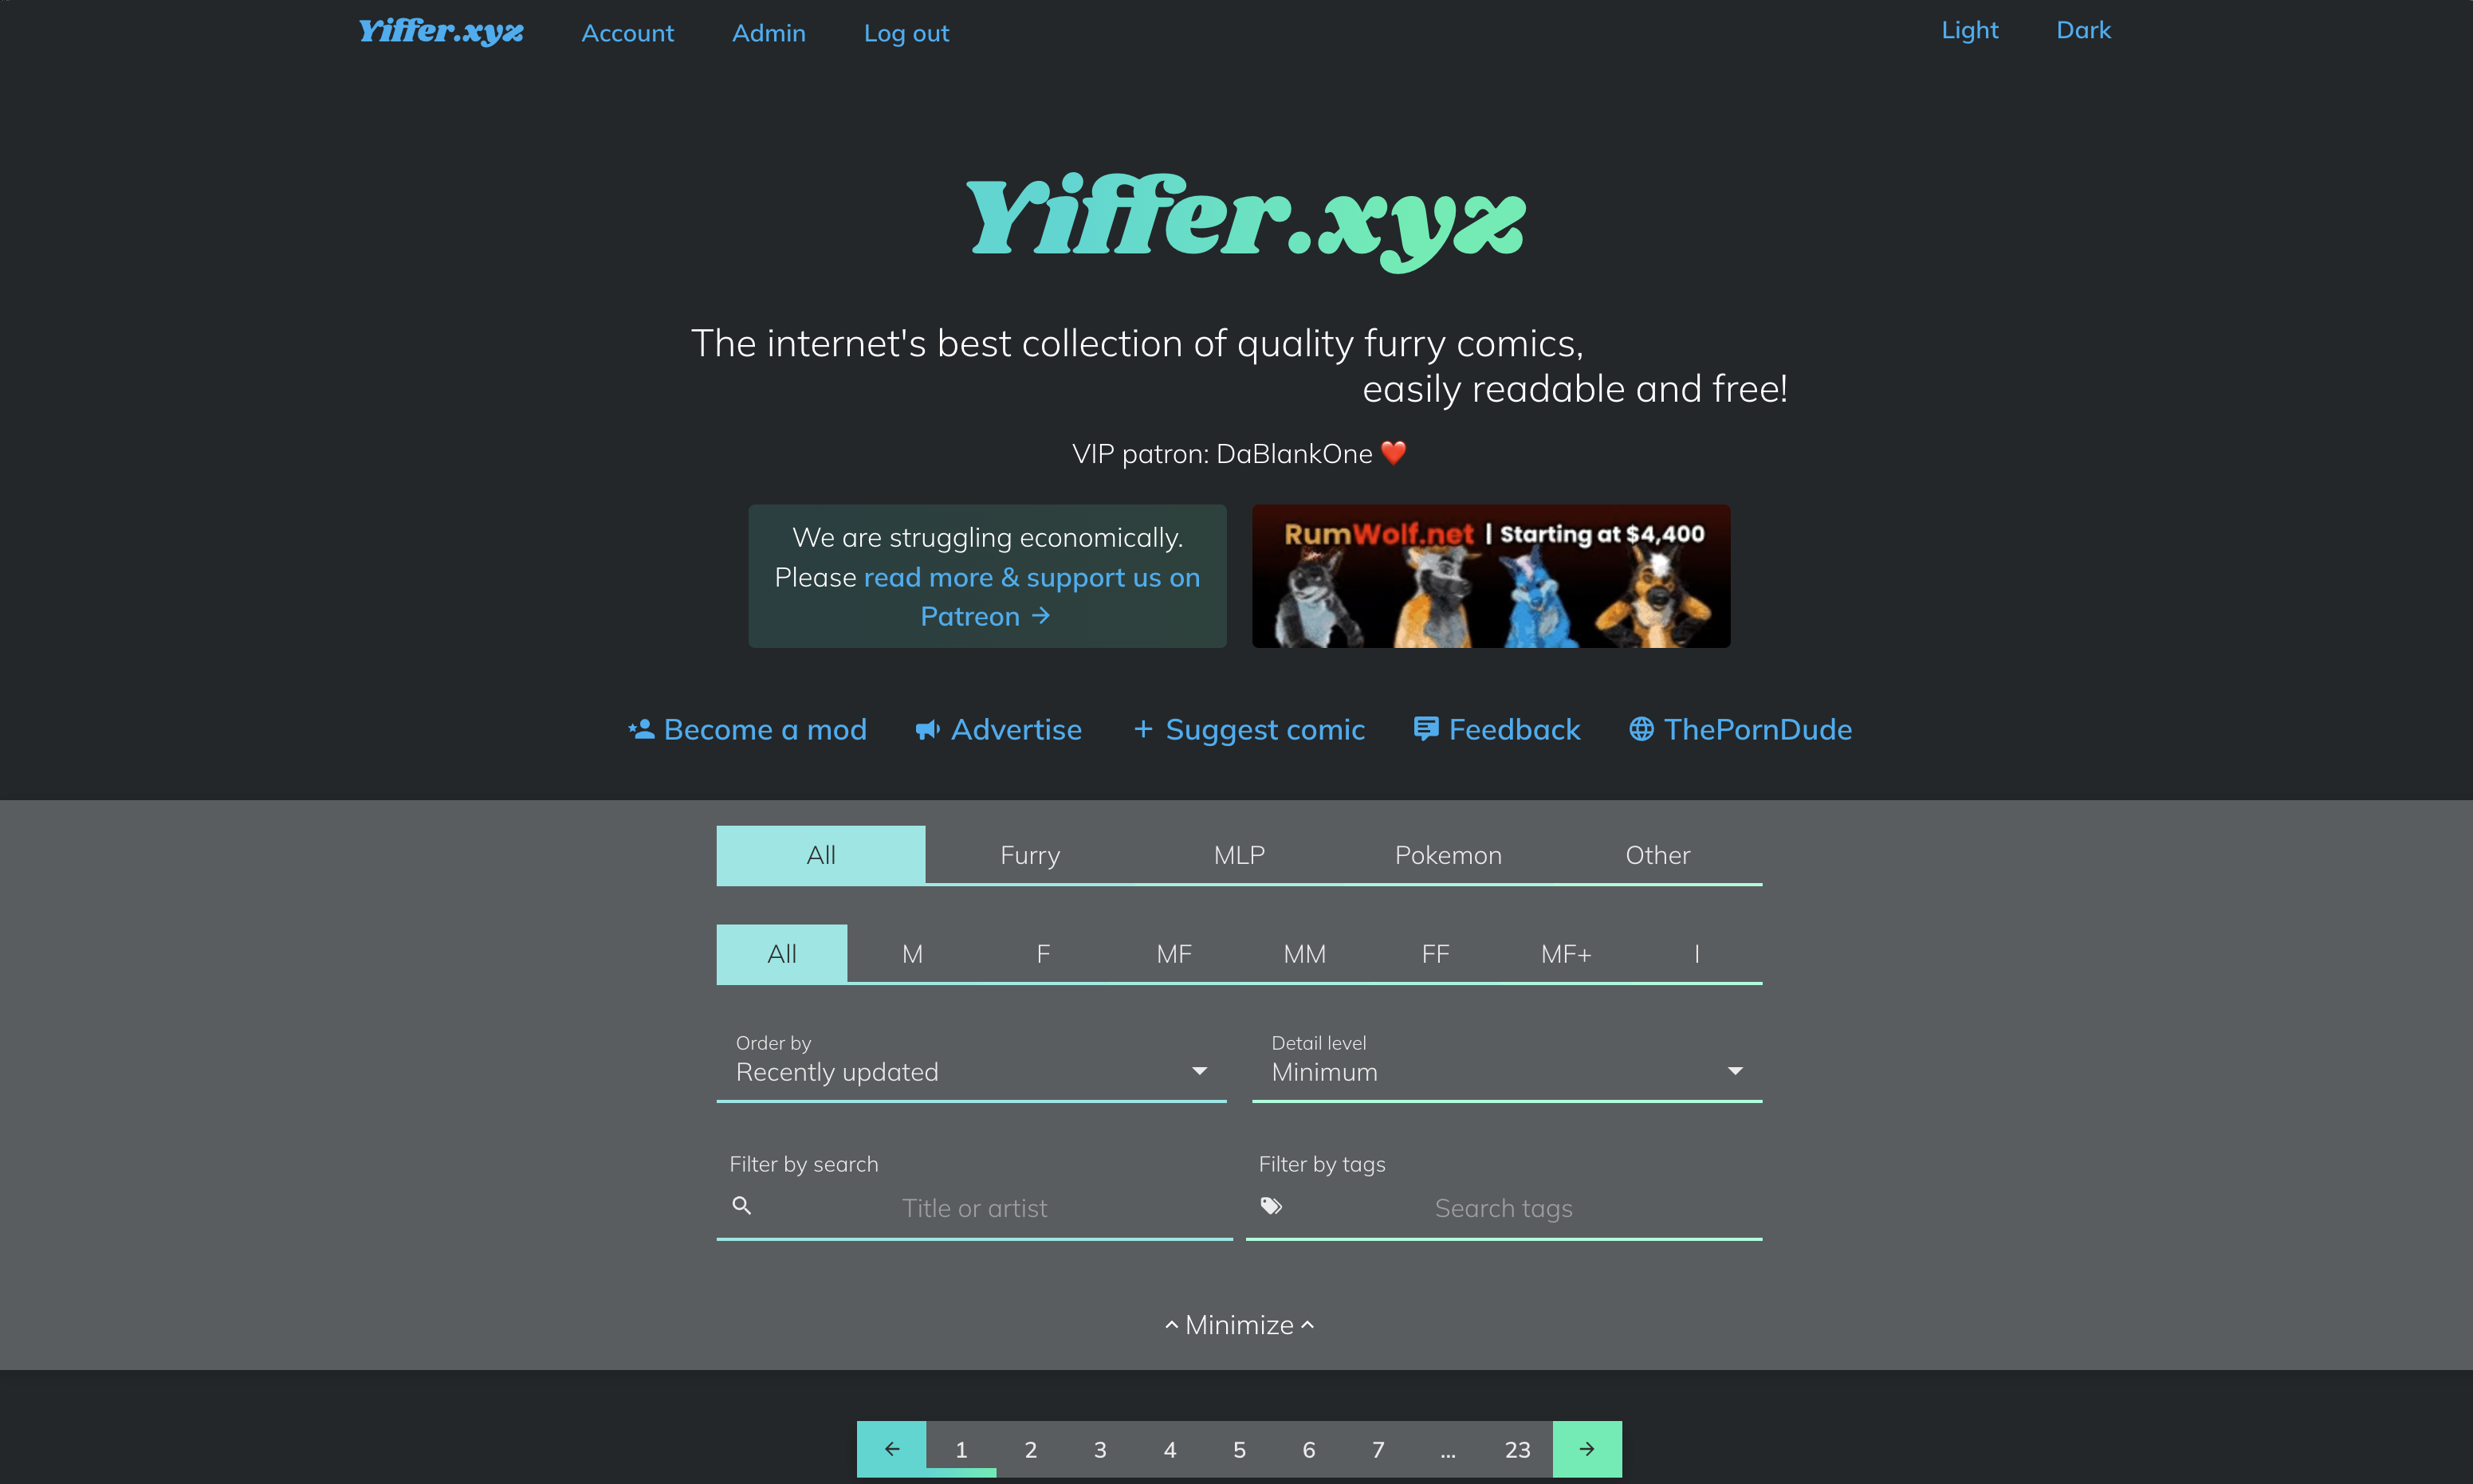 Yiffer.xyz Account Admin Log out Light Dark
Yiffer.xyz
The internet's best collection of quality furry comics,
easily readable and free!
VIP patron: DaBlankOne ❤️
We are struggling economically.
Please read more & support us on
Patreon →
RumWolf.net | Starting at $4,400
Become a mod Advertise + Suggest comic Feedback ThePornDude
All Furry MLP Pokemon Other
All M F MF MM FF MF+ I
Order by
Recently updated
Detail level
Minimum
Filter by search
Title or artist
Filter by tags
Search tags
Minimize
← 1 2 3 4 5 6 7 ... 23 →